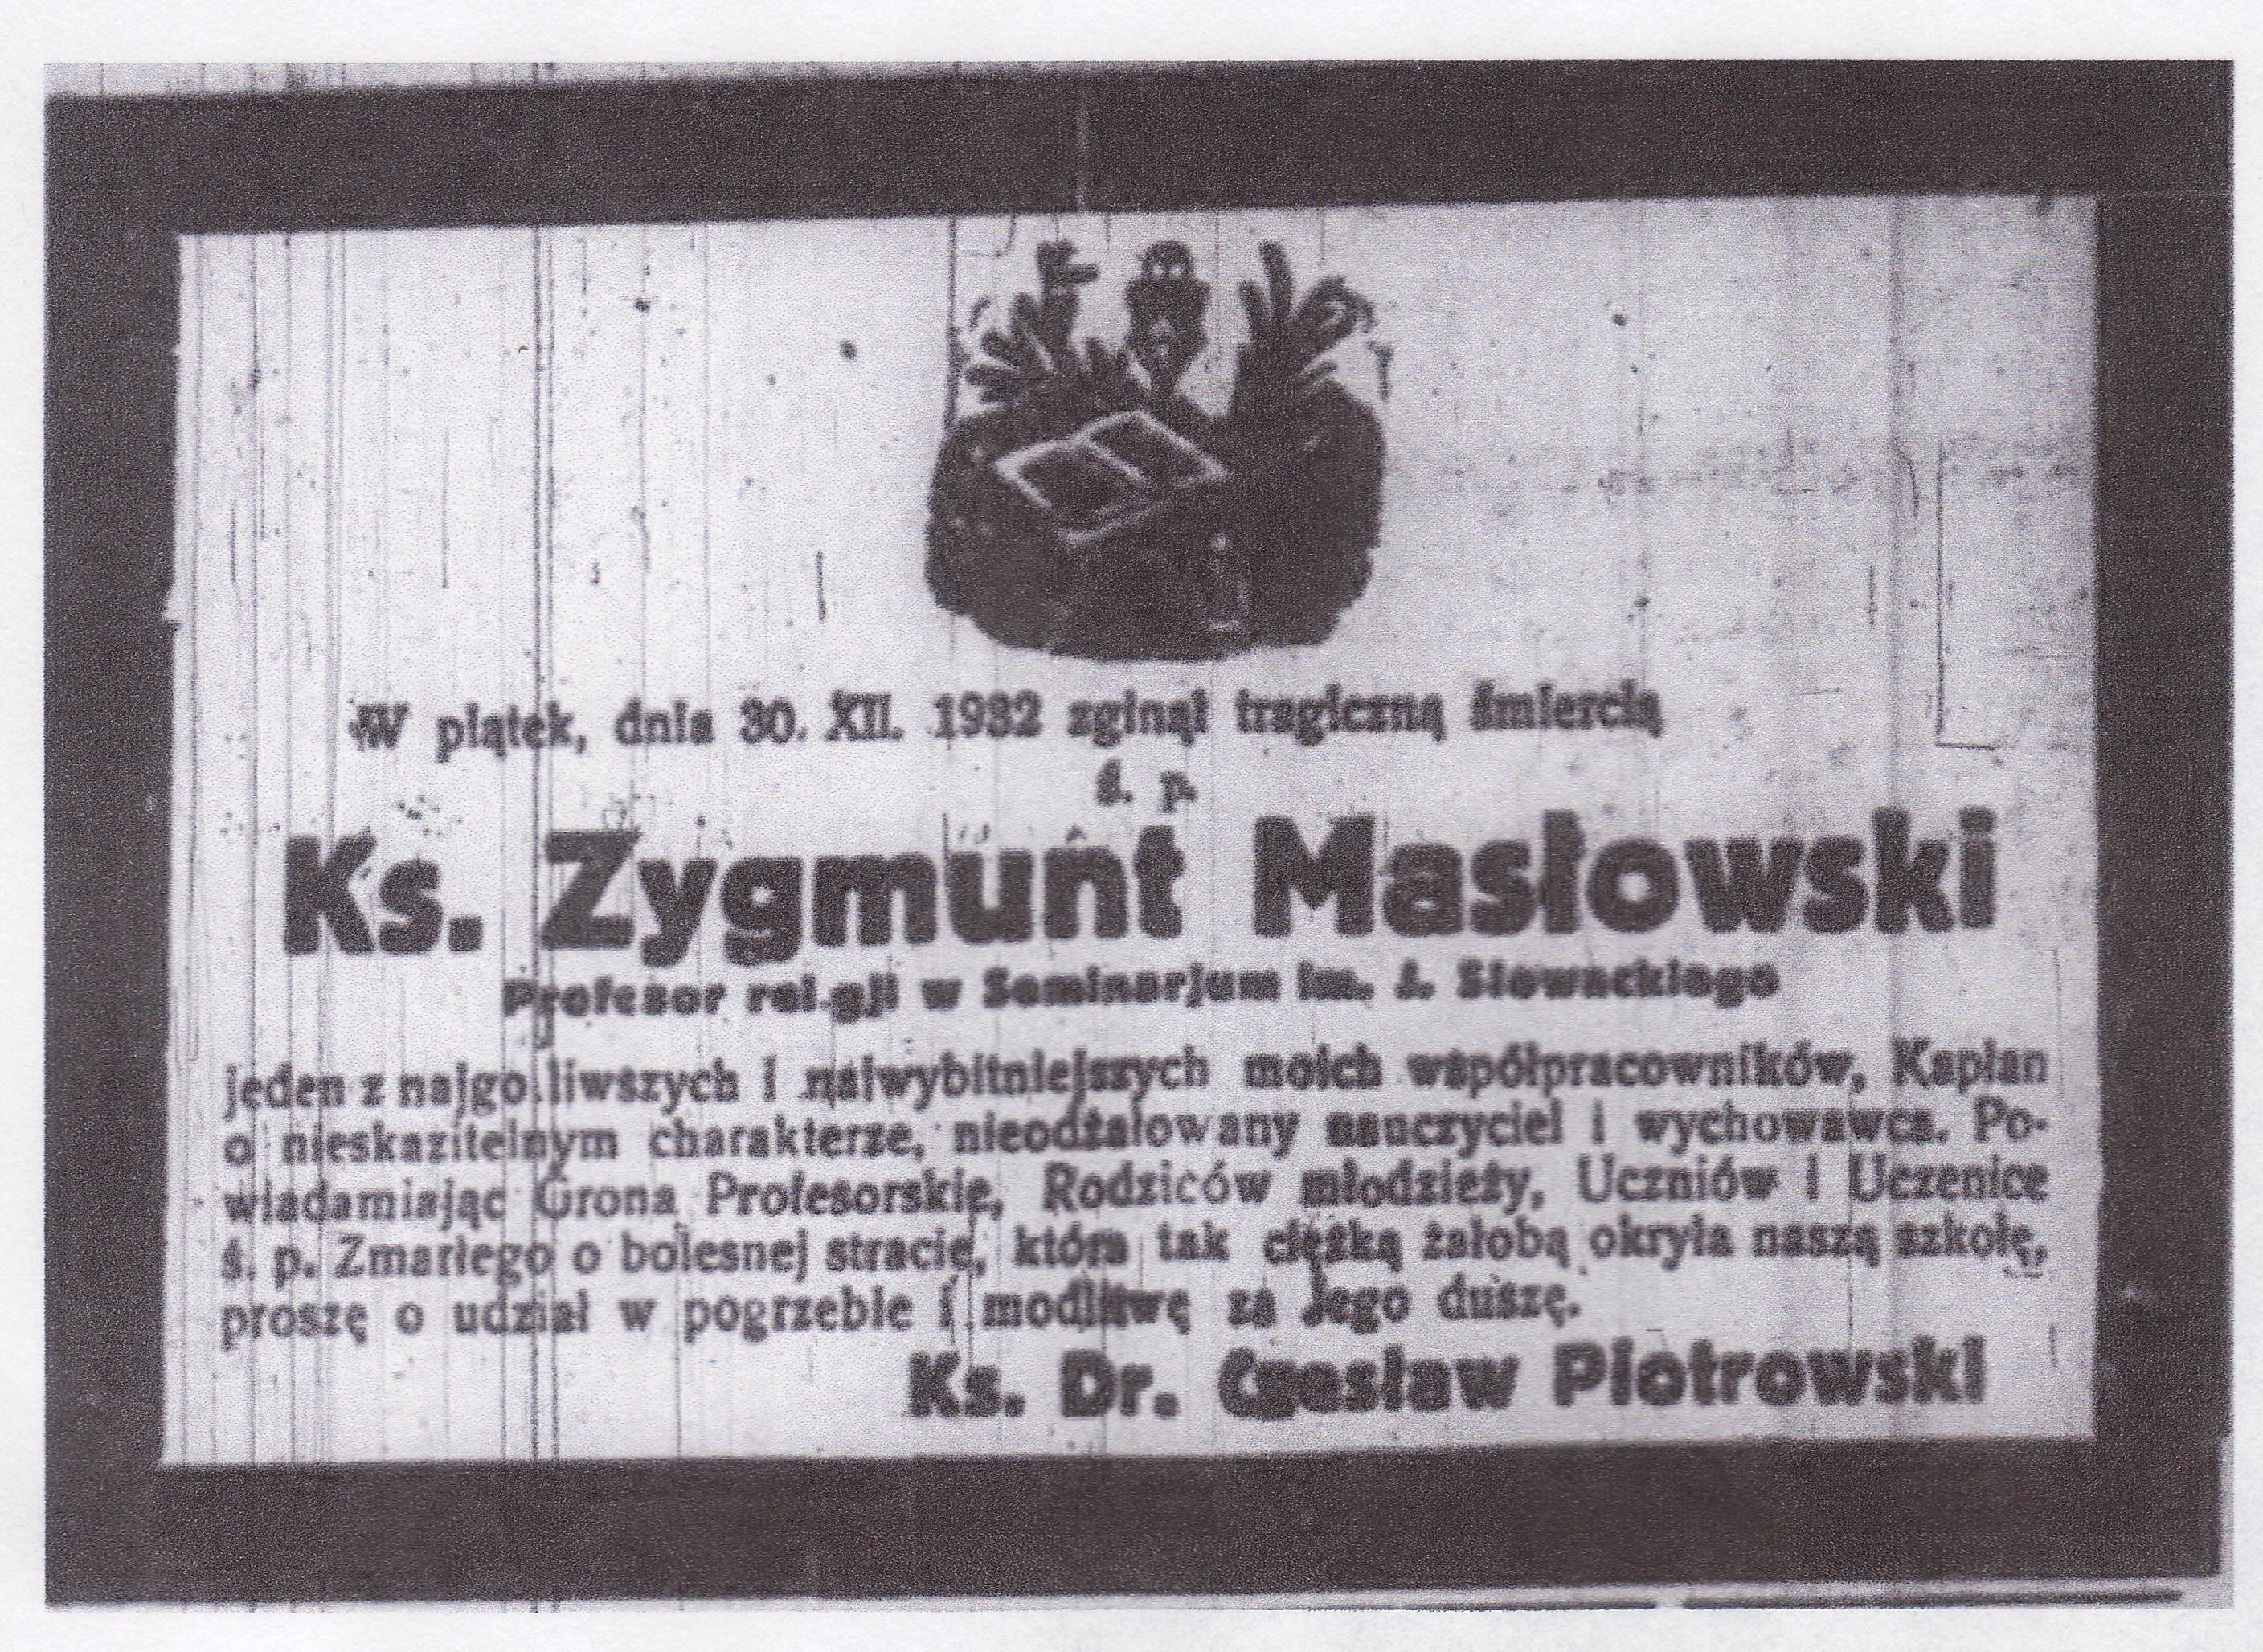 W piątek, dnia 30. XII. 1932 zginął tragiczną śmiercią
ś. p.
Ks. Zygmunt Masłowski
Profesor rel.gji w Seminarjum im. J. Słowackiego
jeden z najgorliwszych i najwybitniejszych moich współpracowników, Kapłan
o nieskazitelnym charakterze, nieodżałowany nauczyciel i wychowawca. Po-
wiadamiając Grona Profesorskie, Rodziców młodzieży, Uczniów i Uczenice
ś. p. Zmarłego o bolesnej stracie, która tak ciężką żałobą okryła naszą szkołę,
proszę o udział w pogrzebie i modlitwę za Jego duszę.
Ks. Dr. Czesław Piotrowski